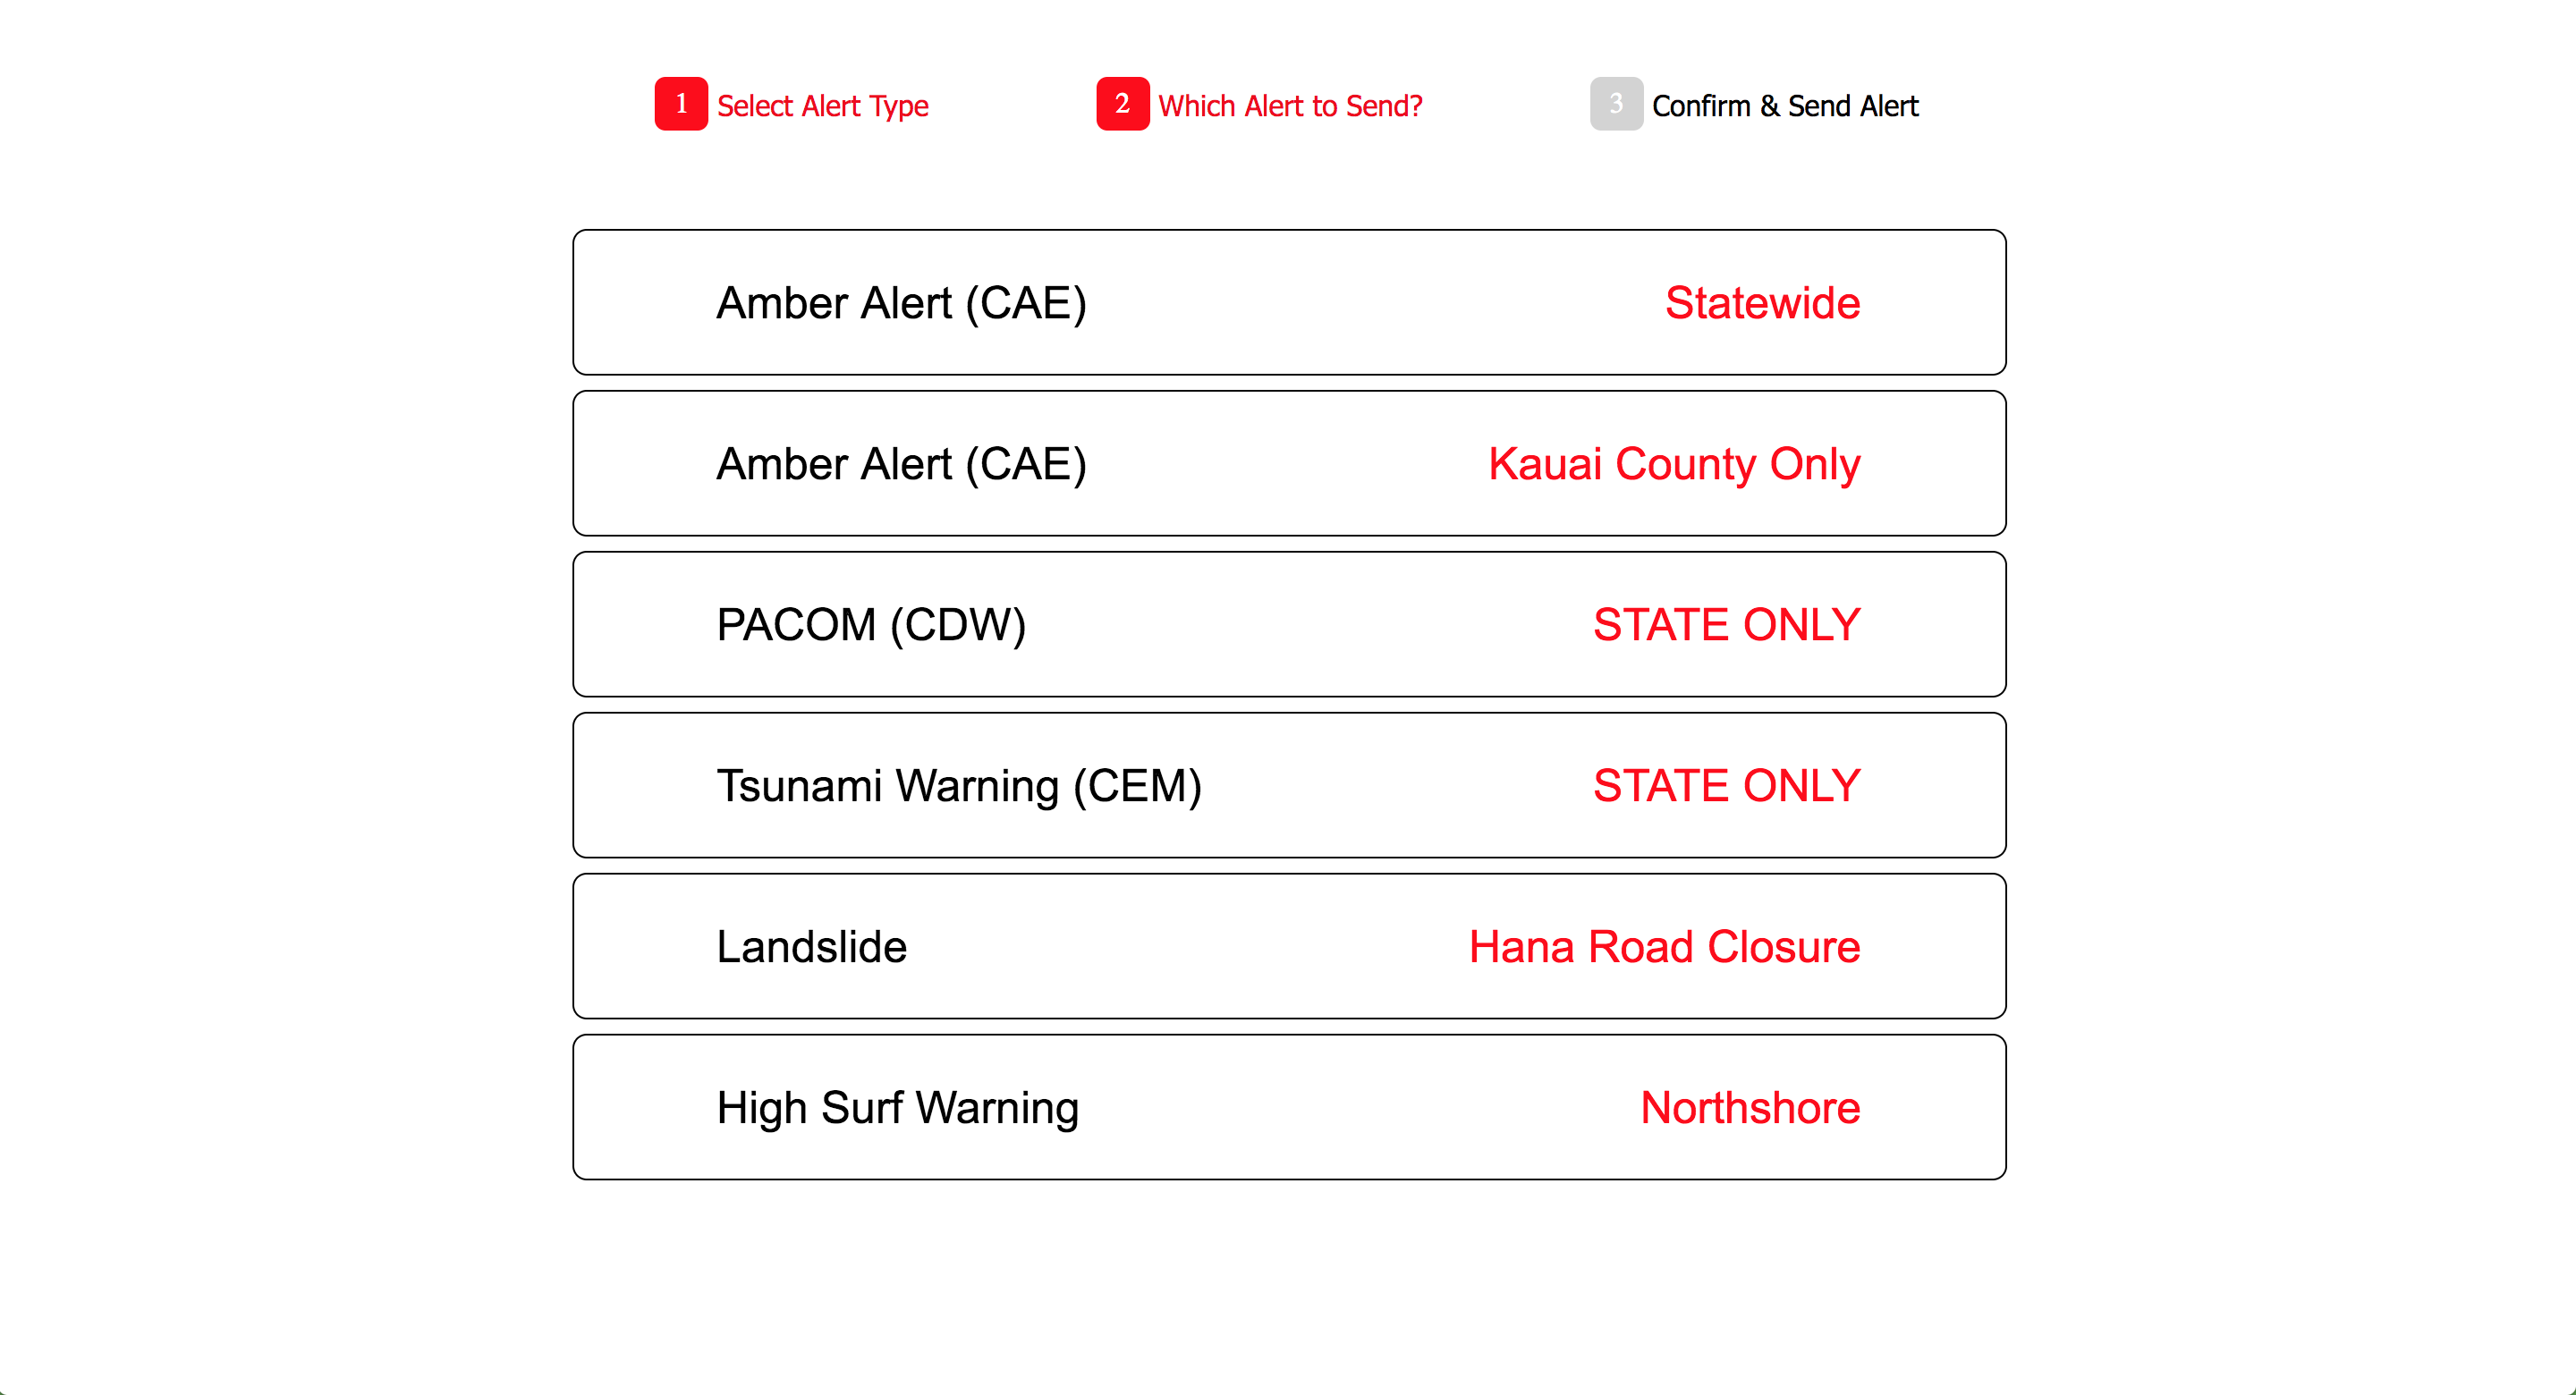 1 Select Alert Type 2 Which Alert to Send? 3 Confirm & Send Alert
Amber Alert (CAE) Statewide
Amber Alert (CAE) Kauai County Only
PACOM (CDW) STATE ONLY
Tsunami Warning (CEM) STATE ONLY
Landslide Hana Road Closure
High Surf Warning Northshore